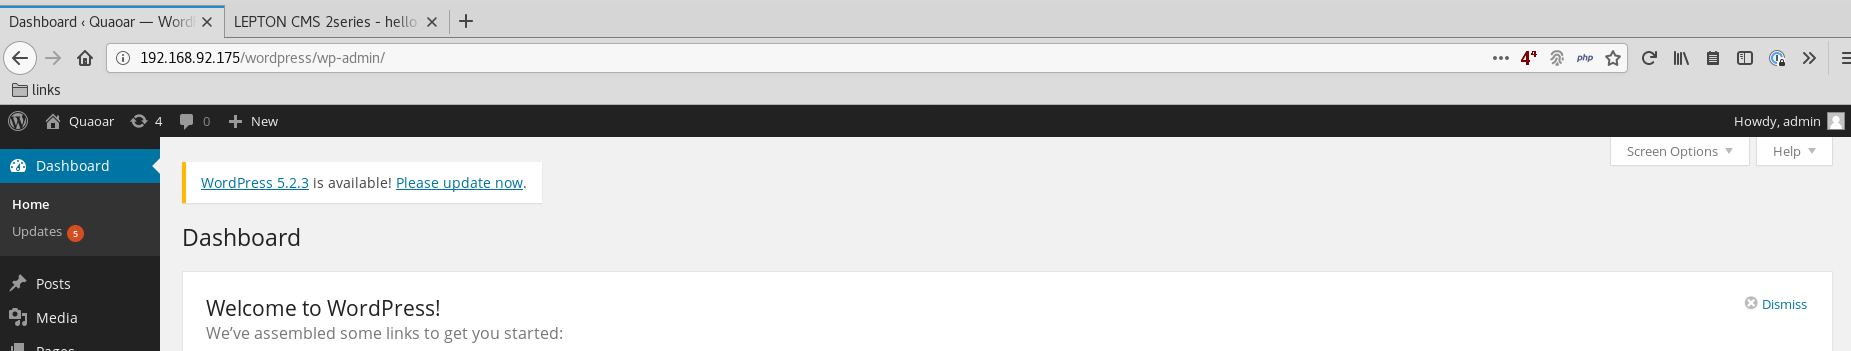 Dashboard ‹ Quaoar — Word
LEPTON CMS 2series - hello
192.168.92.175/wordpress/wp-admin/
4⁴
php
links
Quaoar 4 0 New
Howdy, admin
Dashboard
Screen Options
Help
WordPress 5.2.3 is available! Please update now.
Home
Updates 5
Dashboard
Posts
Welcome to WordPress!
Dismiss
Media
We’ve assembled some links to get you started:
Pages